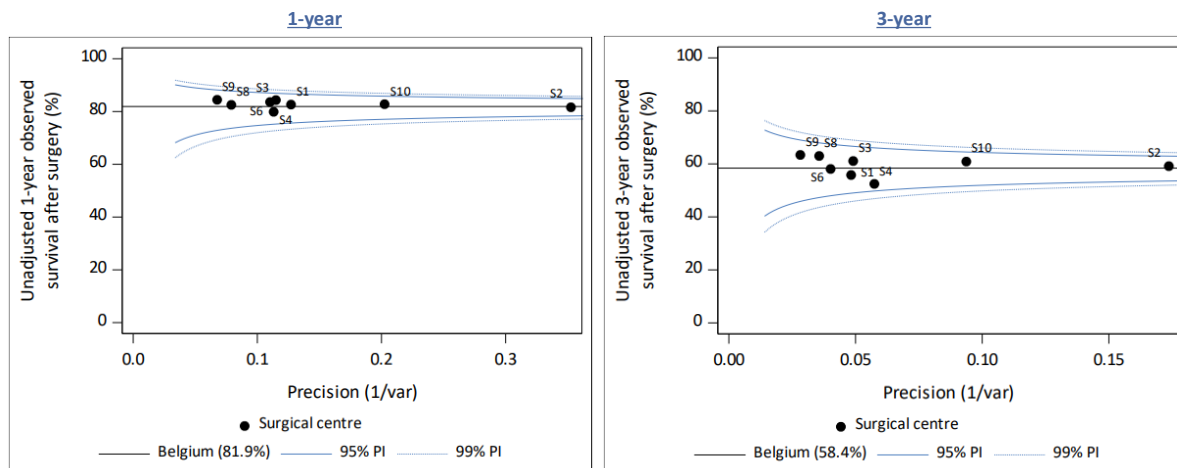 1-year
Unadjusted 1-year observed
survival after surgery (%)
100
80
60
40
20
0
S9
S8
S3
S1
S10
S2
S6
S4
0.0
0.1
0.2
0.3
Precision (1/var)
Surgical centre
Belgium (81.9%)
95% PI
99% PI
3-year
Unadjusted 3-year observed
survival after surgery (%)
100
80
60
40
20
0
S9
S8
S3
S10
S2
S6
S1
S4
0.00
0.05
0.10
0.15
Precision (1/var)
Surgical centre
Belgium (58.4%)
95% PI
99% PI